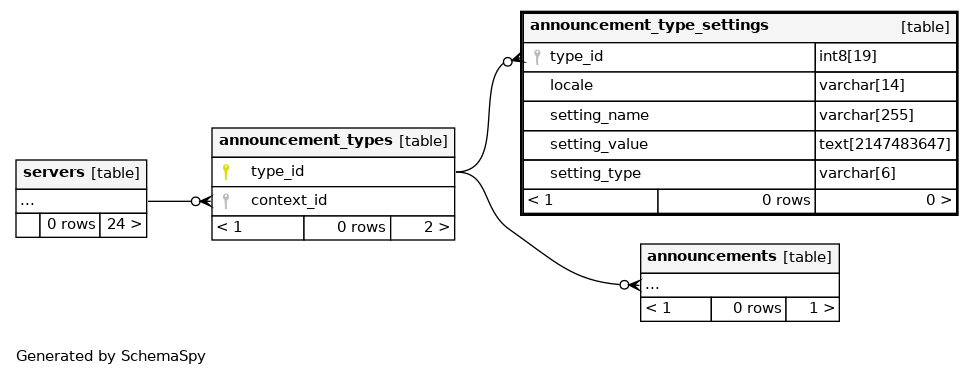 announcement_type_settings [table]
type_id int8[19]
locale varchar[14]
setting_name varchar[255]
setting_value text[2147483647]
setting_type varchar[6]
< 1 0 rows 0 >
announcement_types [table]
type_id
context_id
< 1 0 rows 2 >
servers [table]
...
0 rows 24 >
announcements [table]
...
< 1 0 rows 1 >
Generated by SchemaSpy